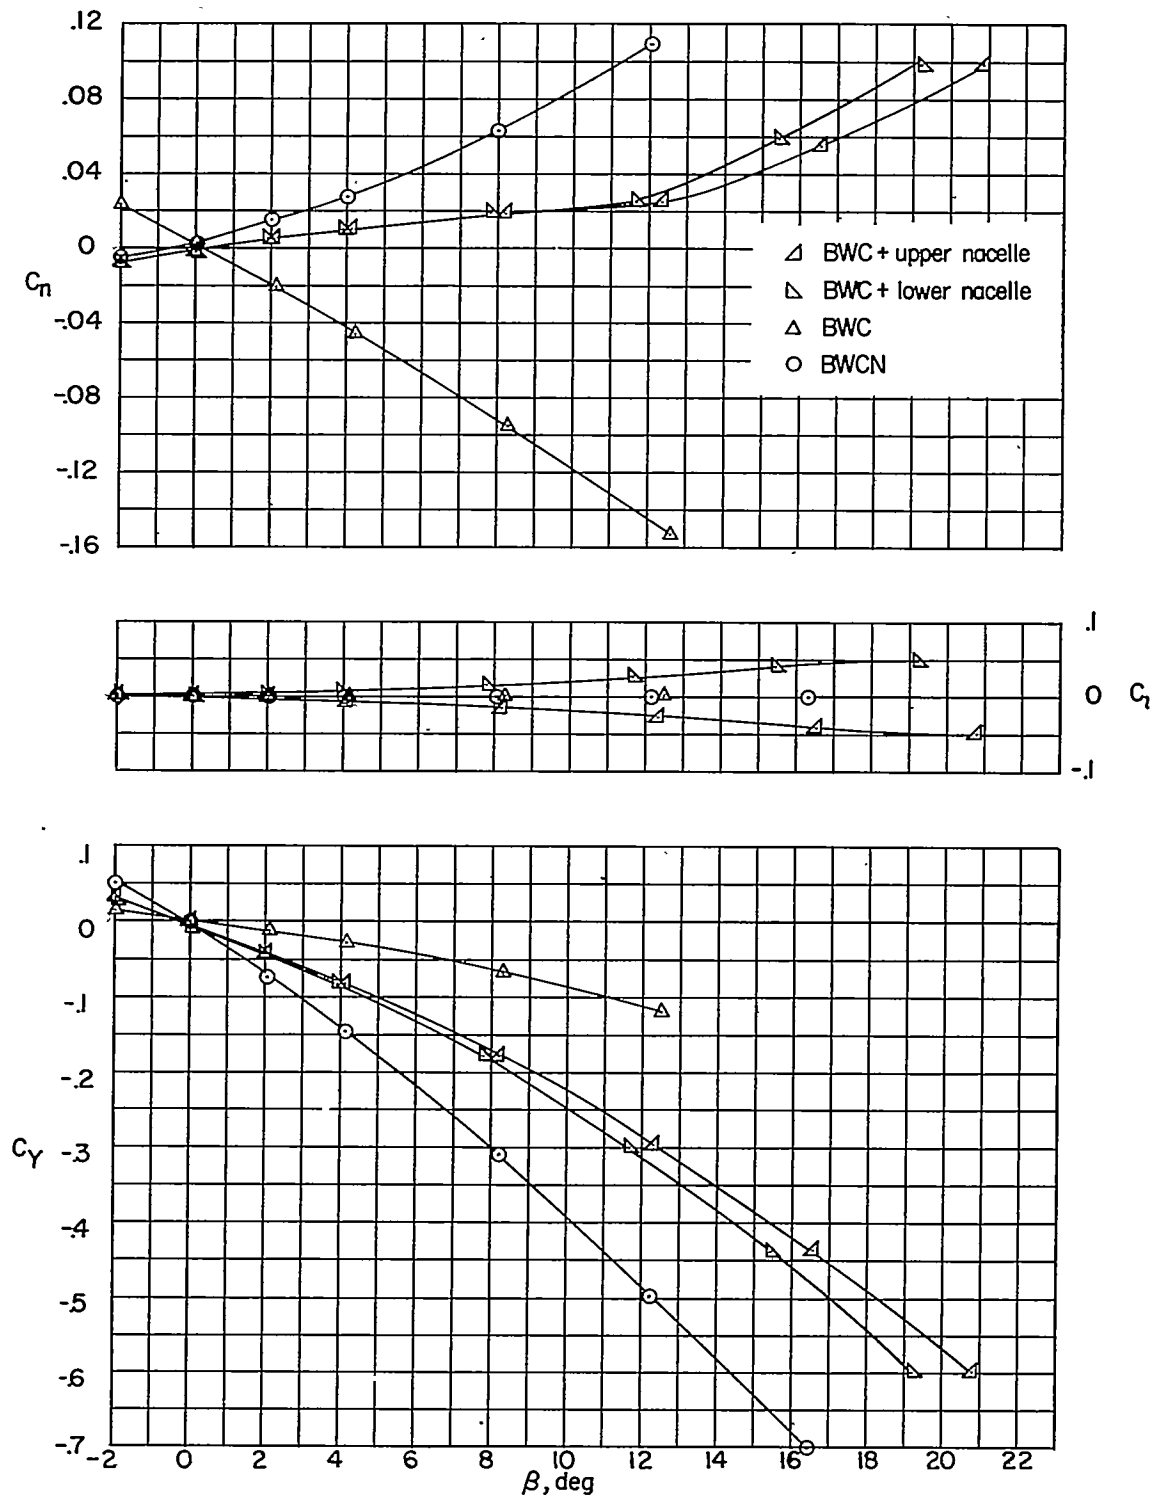 .12
.08
.04
0
Cn
-.04
-.08
-.12
-.16
BWC + upper nacelle
BWC + lower nacelle
BWC
BWCN
.1
0 Cl
-.1
.1
0
-.1
-.2
CY -.3
-.4
-.5
-.6
-.7
-2 0 2 4 6 8 10 12 14 16 18 20 22
β, deg